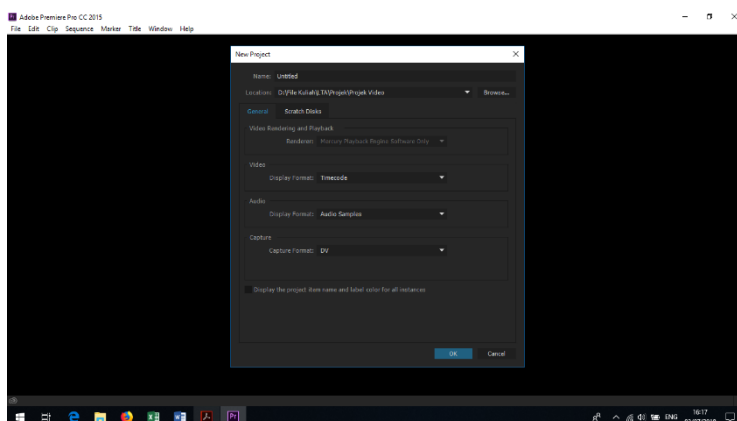 Adobe Premiere Pro CC 2015
File Edit Clip Sequence Marker Title Window Help
New Project
Name: Untitled
Location: D:\File Kuliah\LTA\Projek\Projek Video Browse...
General Scratch Disks
Video Rendering and Playback
Renderer: Mercury Playback Engine Software Only
Video
Display Format: Timecode
Audio
Display Format: Audio Samples
Capture
Capture Format: DV
Display the project item name and label color for all instances
OK Cancel
Pr ENG 16:17